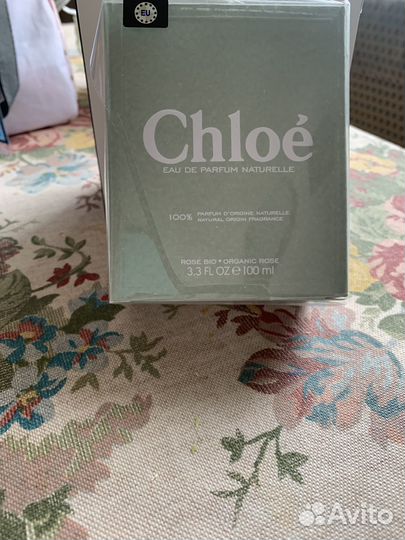 EU
Chloé
EAU DE PARFUM NATURELLE
100% PARFUM D'ORIGINE NATURELLE
NATURAL ORIGIN FRAGRANCE
ROSE BIO • ORGANIC ROSE
3.3 FL OZ ℮ 100 ml
Avito